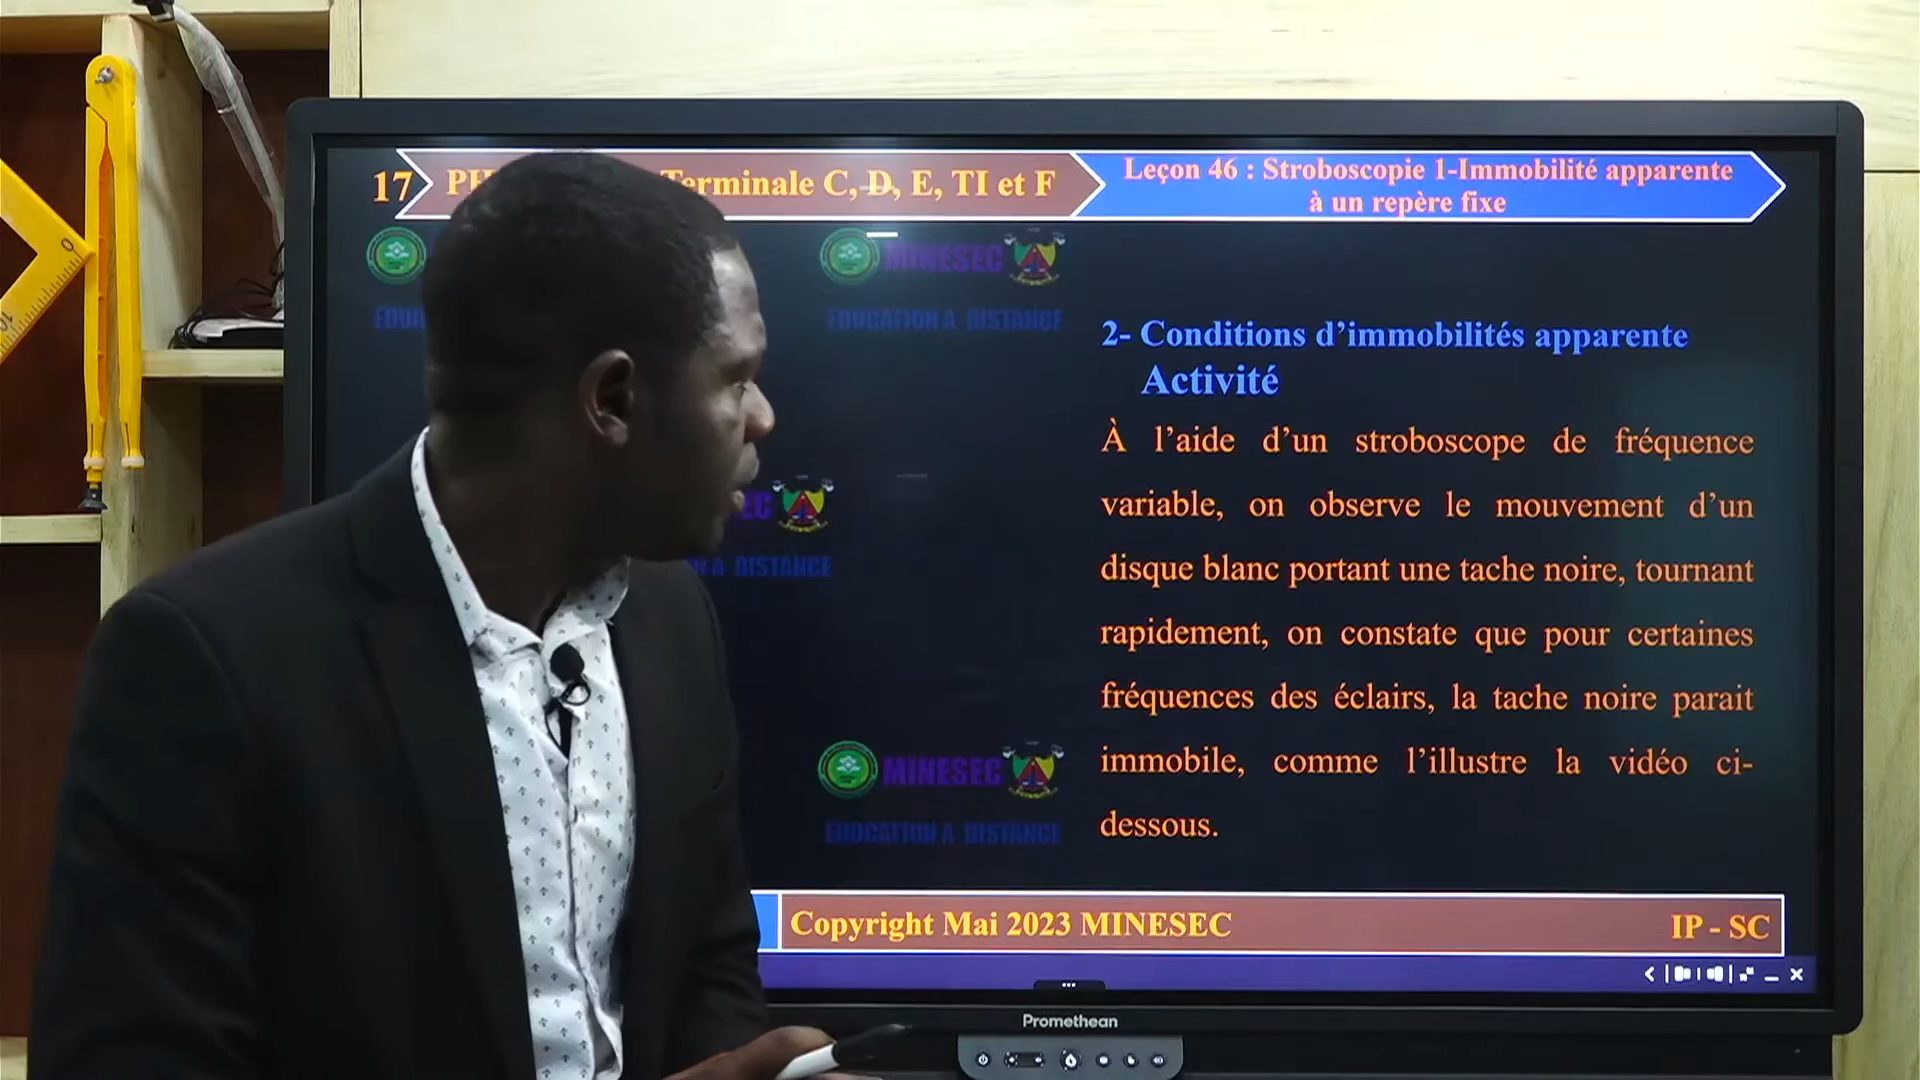 17
Terminale C, D, E, TI et F
Leçon 46 : Stroboscopie 1-Immobilité apparente
à un repère fixe
MINESEC
EDUCATION A DISTANCE
2- Conditions d’immobilités apparente
Activité
À l’aide d’un stroboscope de fréquence
variable, on observe le mouvement d’un
disque blanc portant une tache noire, tournant
rapidement, on constate que pour certaines
fréquences des éclairs, la tache noire parait
immobile, comme l’illustre la vidéo ci-
dessous.
DISTANCE
MINESEC
EDUCATION A DISTANCE
Copyright Mai 2023 MINESEC
IP - SC
Promethean
0
10